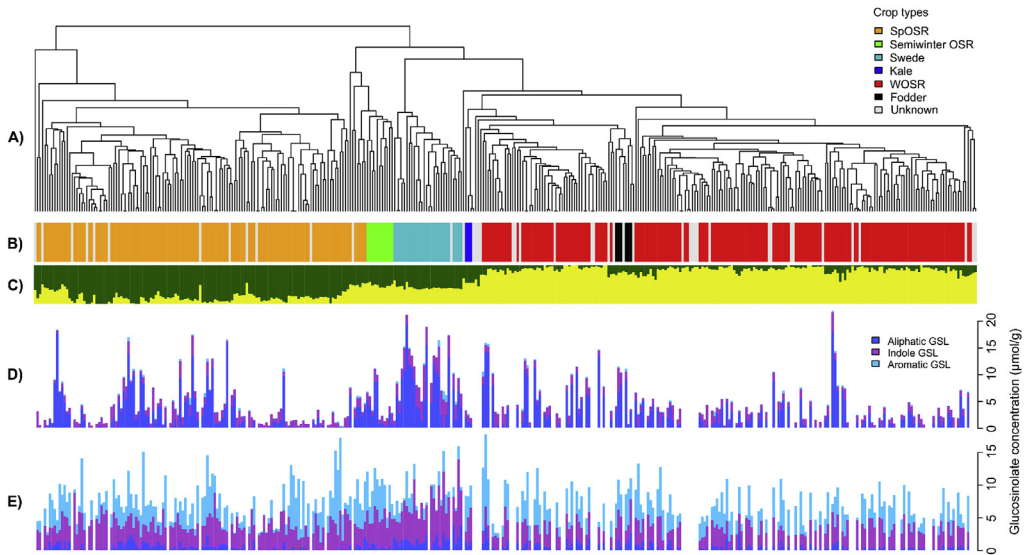 Crop types
SpOSR
Semiwinter OSR
Swede
Kale
WOSR
Fodder
Unknown
A)
B)
C)
D)
E)
Aliphatic GSL
Indole GSL
Aromatic GSL
20
15
10
5
0
15
10
5
0
Glucosinolate concentration (μmol/g)